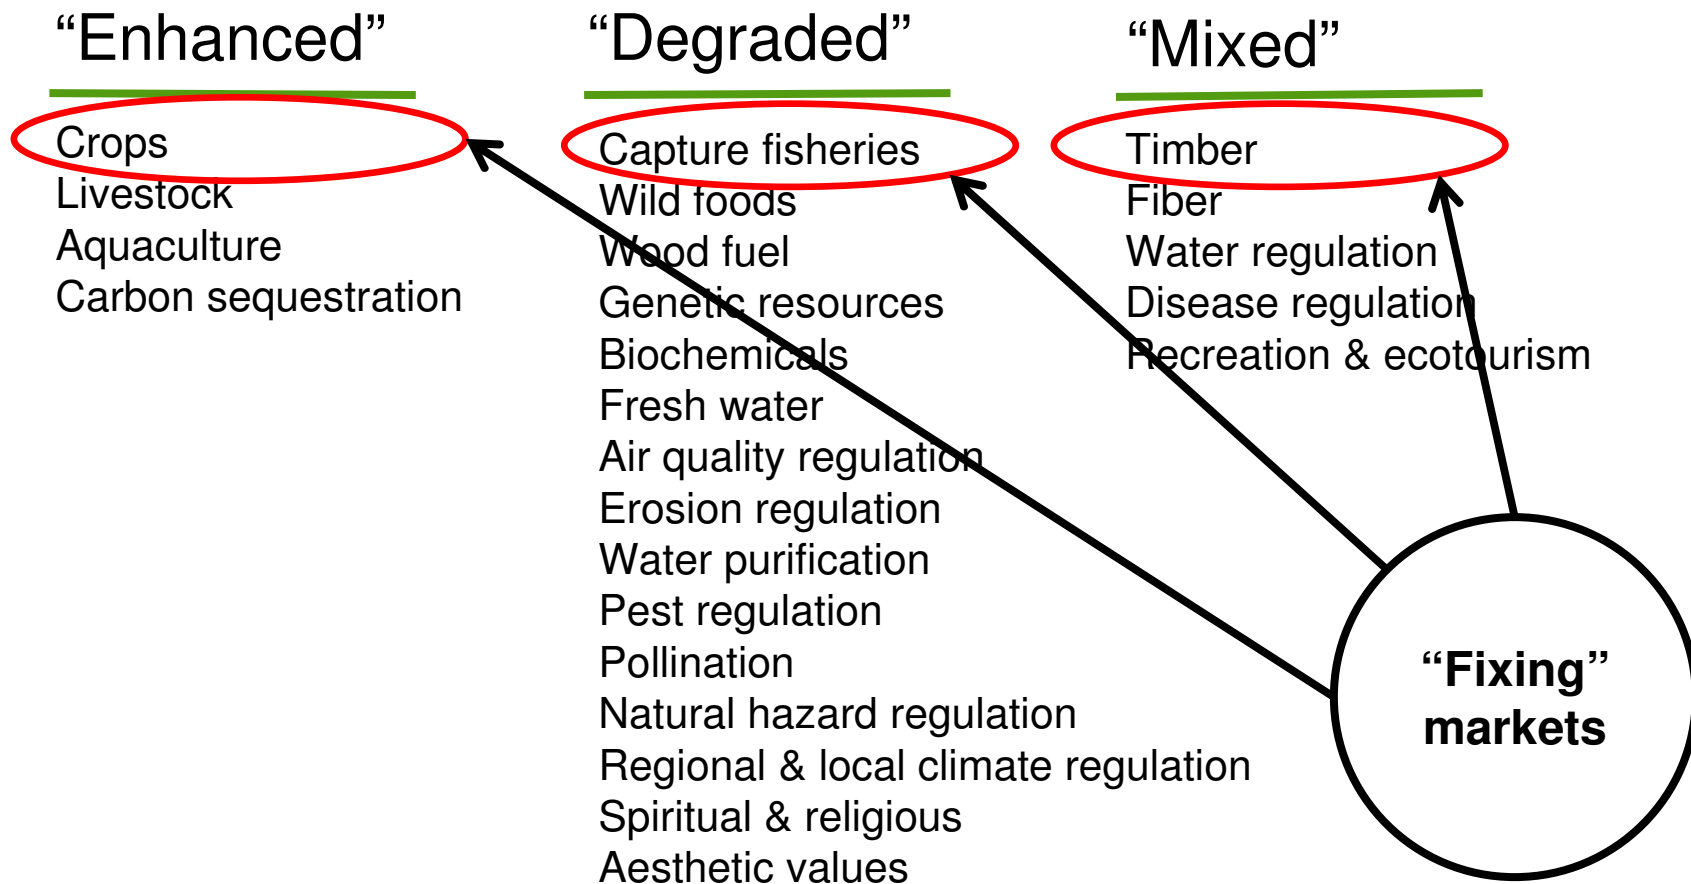 “Enhanced”
Crops
Livestock
Aquaculture
Carbon sequestration
“Degraded”
Capture fisheries
Wild foods
Wood fuel
Genetic resources
Biochemicals
Fresh water
Air quality regulation
Erosion regulation
Water purification
Pest regulation
Pollination
Natural hazard regulation
Regional & local climate regulation
Spiritual & religious
Aesthetic values
“Mixed”
Timber
Fiber
Water regulation
Disease regulation
Recreation & ecotourism
“Fixing”
markets